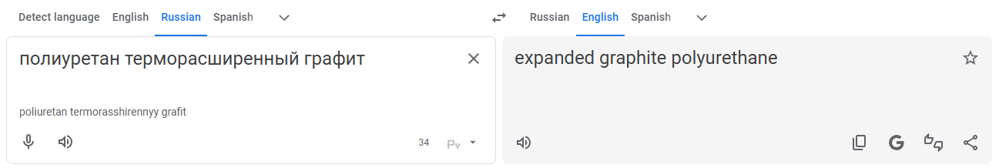 Detect language English Russian Spanish Russian English Spanish
полиуретан терморасширенный графит
expanded graphite polyurethane
poliuretan termorasshirennyy grafit
34